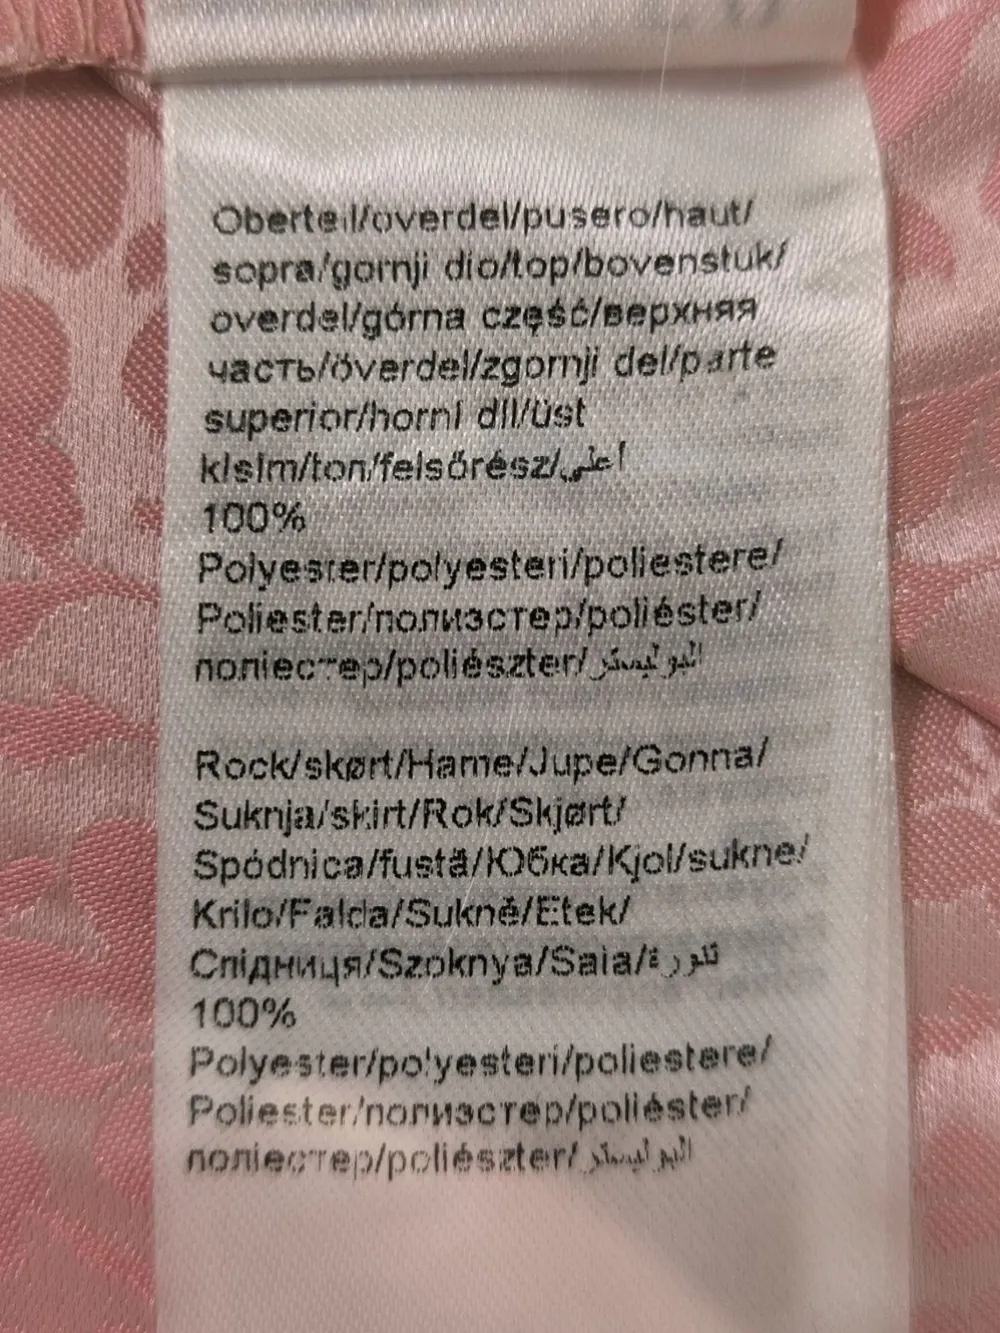 Oberteil/overdel/pusero/haut/
sopra/gornji dio/top/bovenstuk/
overdel/górna część/верхняя
часть/överdel/zgornji del/parte
superior/horní díl/üst
kIsIm/ton/felsőrész/أعلى
100%
Polyester/polyesteri/poliestere/
Poliester/полиэстер/poliéster/
поліестер/poliészter/البوليستر
Rock/skørt/Hame/Jupe/Gonna/
Suknja/skirt/Rok/Skjørt/
Spódnica/fustă/Юбка/Kjol/sukne/
Krilo/Falda/Sukně/Etek/
Спідниця/Szoknya/Saia/تنورة
100%
Polyester/polyesteri/poliestere/
Poliester/полиэстер/poliéster/
поліестер/poliészter/البوليستر